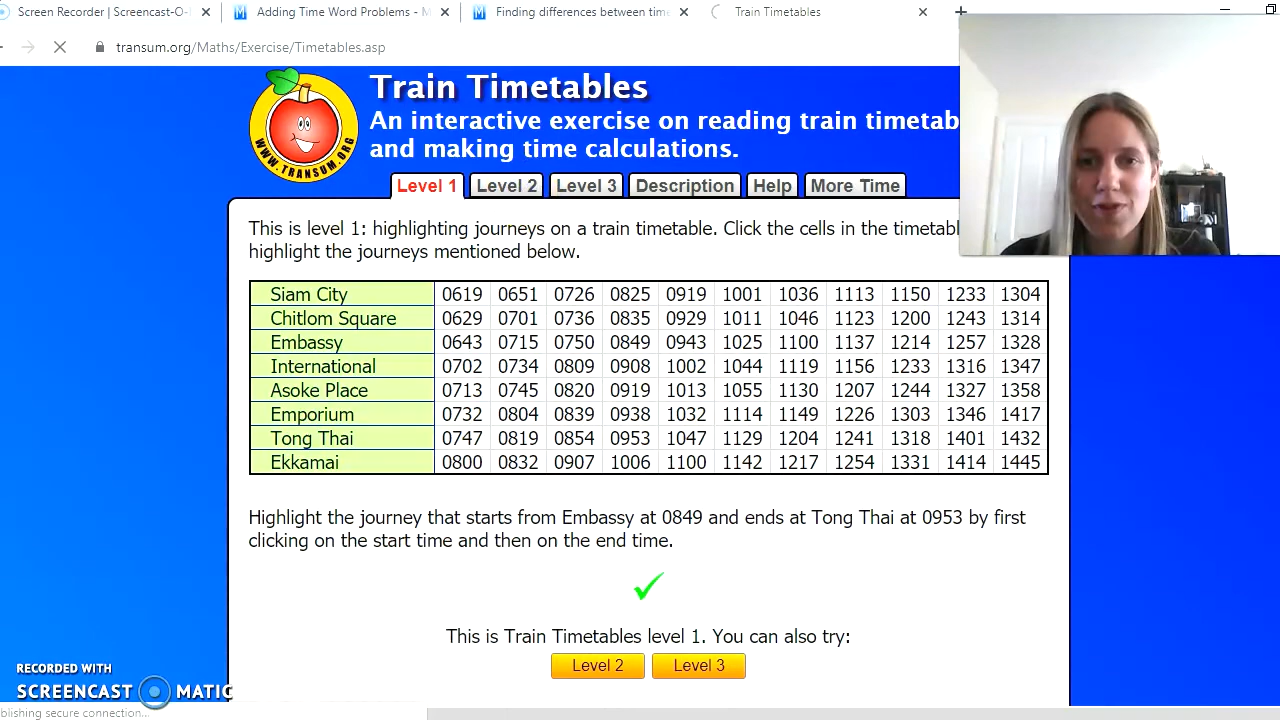 Screen Recorder | Screencast-O-
Adding Time Word Problems - M
Finding differences between time
Train Timetables
transum.org/Maths/Exercise/Timetables.asp
WWW.TRANSUM.ORG
Train Timetables
An interactive exercise on reading train timetab
and making time calculations.
Level 1 Level 2 Level 3 Description Help More Time
This is level 1: highlighting journeys on a train timetable. Click the cells in the timetabl
highlight the journeys mentioned below.
Siam City 0619 0651 0726 0825 0919 1001 1036 1113 1150 1233 1304
Chitlom Square 0629 0701 0736 0835 0929 1011 1046 1123 1200 1243 1314
Embassy 0643 0715 0750 0849 0943 1025 1100 1137 1214 1257 1328
International 0702 0734 0809 0908 1002 1044 1119 1156 1233 1316 1347
Asoke Place 0713 0745 0820 0919 1013 1055 1130 1207 1244 1327 1358
Emporium 0732 0804 0839 0938 1032 1114 1149 1226 1303 1346 1417
Tong Thai 0747 0819 0854 0953 1047 1129 1204 1241 1318 1401 1432
Ekkamai 0800 0832 0907 1006 1100 1142 1217 1254 1331 1414 1445
Highlight the journey that starts from Embassy at 0849 and ends at Tong Thai at 0953 by first
clicking on the start time and then on the end time.
This is Train Timetables level 1. You can also try:
Level 2 Level 3
RECORDED WITH
SCREENCAST MATIC
blishing secure connection...